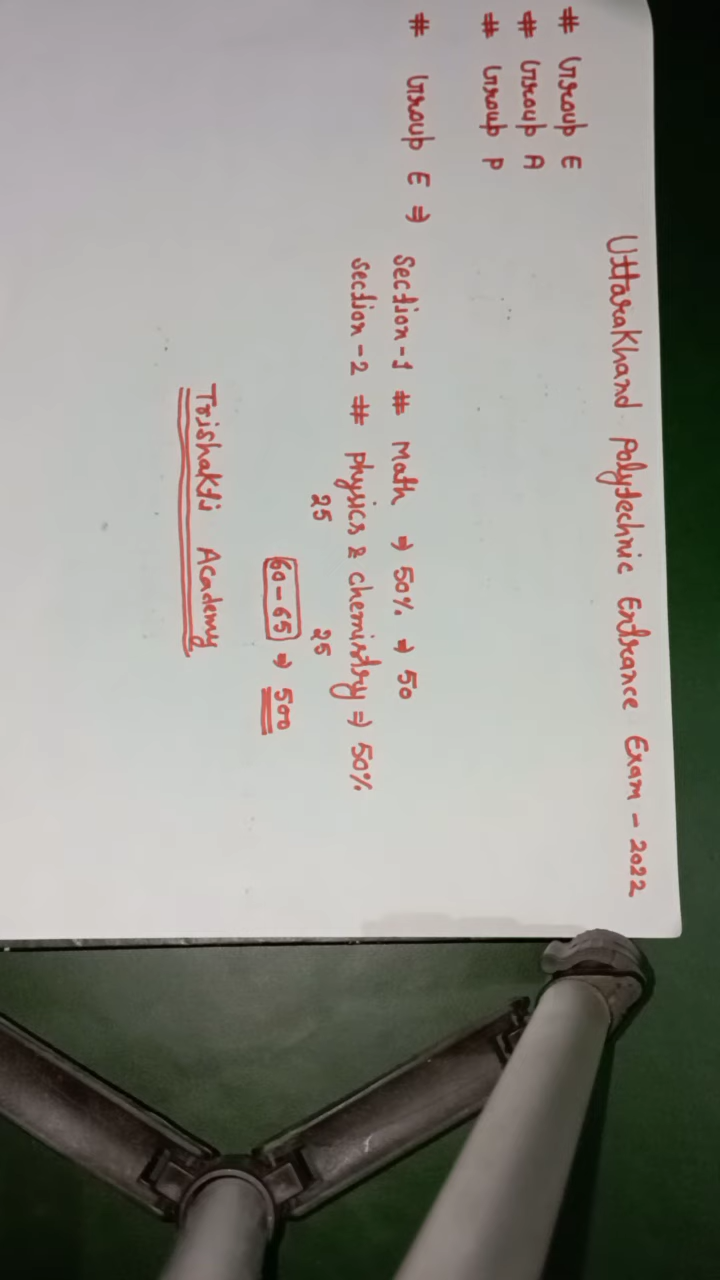 Uttarakhand Polytechnic Entrance Exam - 2022
# Group E
# Group A
# Group P
# Group E ⇒ Section-1 # Math ⇒ 50% ⇒ 50
Section-2 # Physics & chemistry ⇒ 50%
25 25
60-65 ⇒ 500
Trishakti Academy